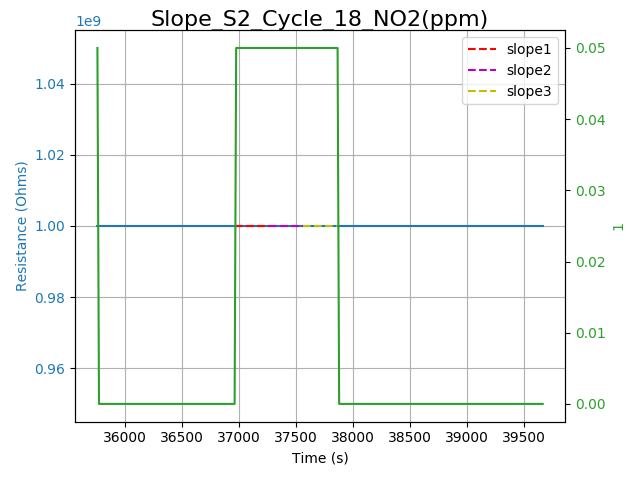 Slope_S2_Cycle_18_NO2(ppm)
1e9
slope1
slope2
slope3
1.04
1.02
1.00
0.98
0.96
Resistance (Ohms)
0.05
0.04
0.03
0.02
0.01
0.00
1
36000 36500 37000 37500 38000 38500 39000 39500
Time (s)